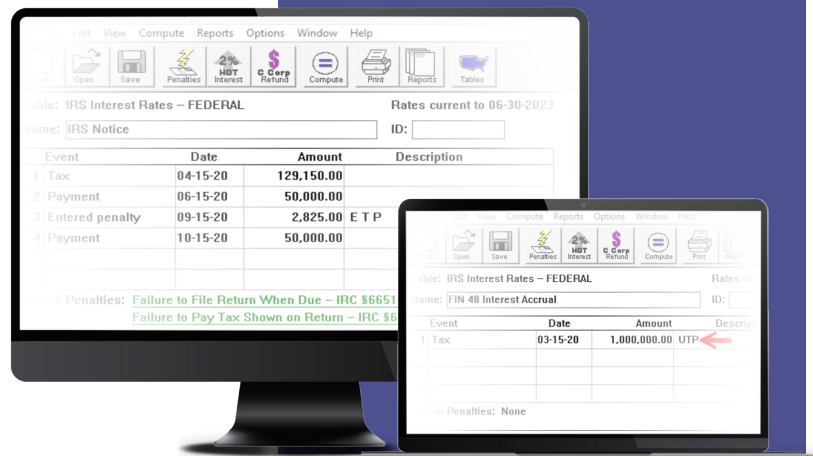 Edit View Compute Reports Options Window Help
Open Save Penalties 2% HOT Interest $ C Corp Refund Compute Print Reports Tables
IRS Interest Rates – FEDERAL Rates current to 06-30-2023
Name: IRS Notice ID:
Event Date Amount Description
1 Tax 04-15-20 129,150.00
2 Payment 06-15-20 50,000.00
3 Entered penalty 09-15-20 2,825.00 E T P
4 Payment 10-15-20 50,000.00
Penalties: Failure to File Return When Due – IRC §6651
Failure to Pay Tax Shown on Return – IRC §6
Edit View Compute Reports Options Window Help
Open Save Penalties 2% HOT Interest $ C Corp Refund Compute Print
IRS Interest Rates – FEDERAL Rates
Name: FIN 48 Interest Accrual ID:
Event Date Amount Descript
1 Tax 03-15-20 1,000,000.00 UTP
Penalties: None